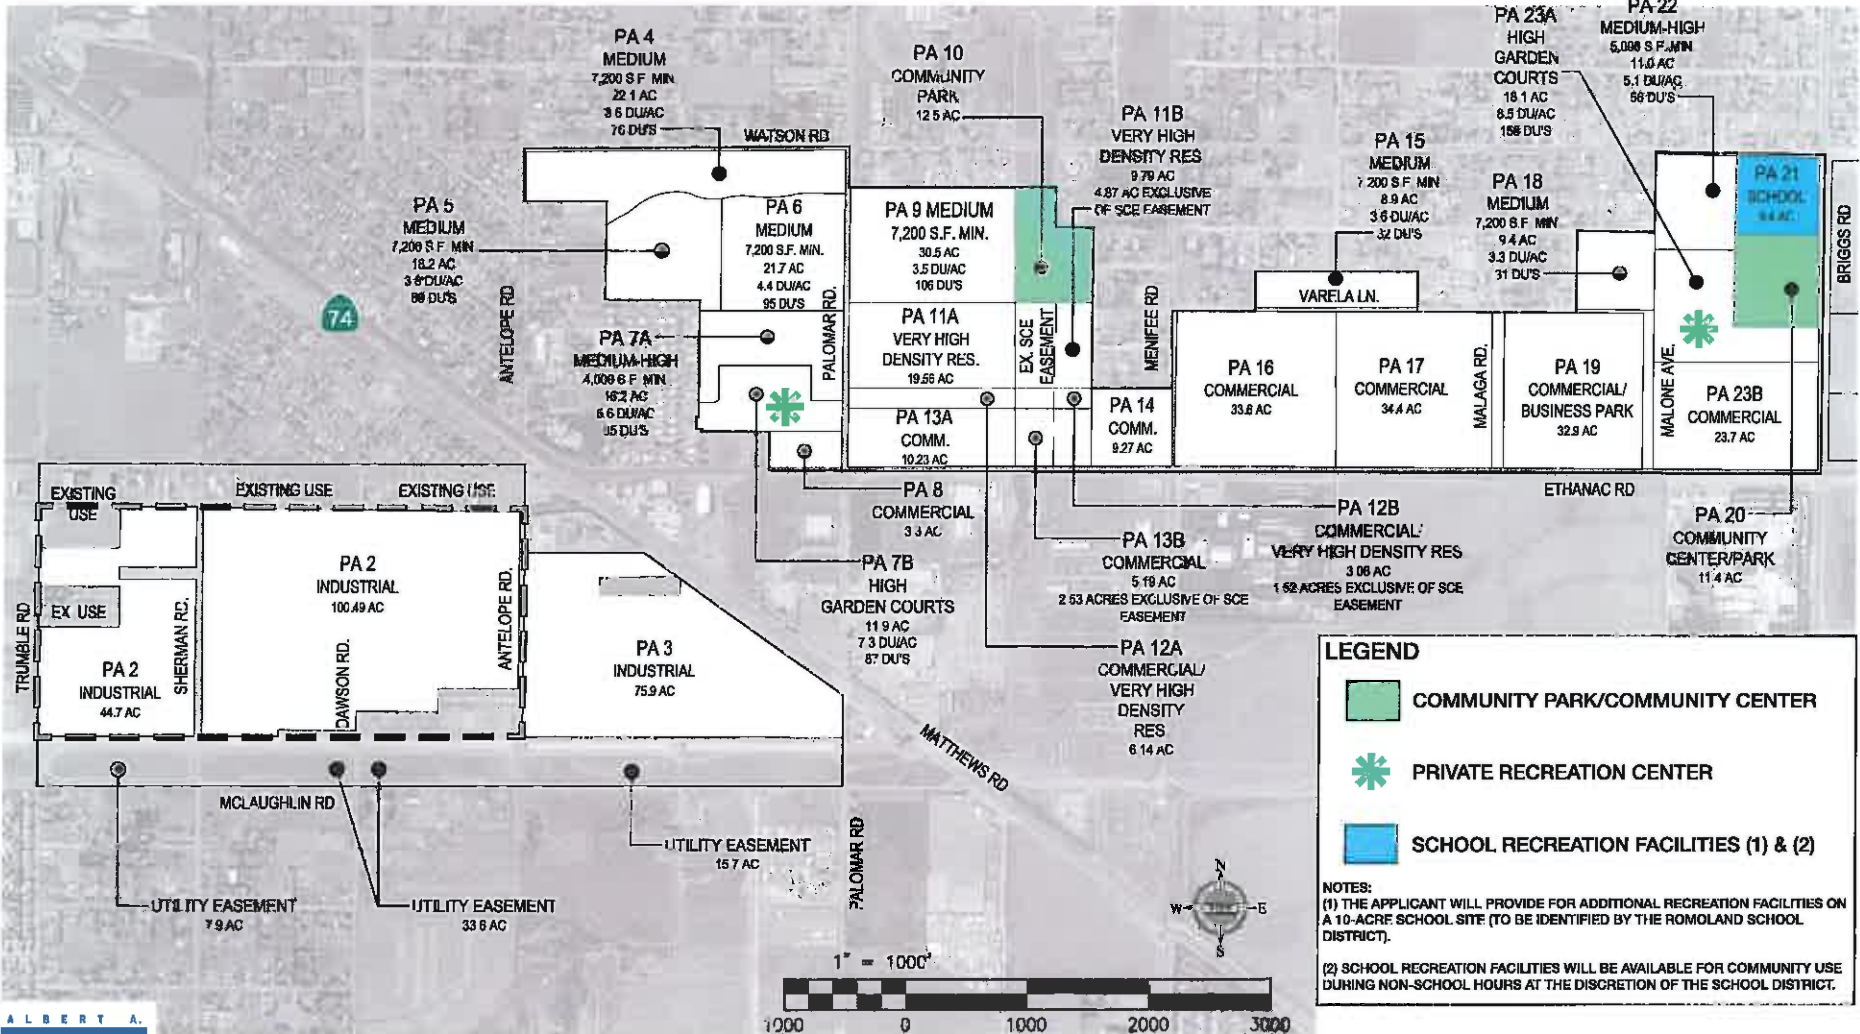 PA 4
MEDIUM
7,200 S F MIN
22 1 AC
3 6 DU/AC
76 DU'S
PA 10
COMMUNITY
PARK
12 5 AC
PA 11B
VERY HIGH
DENSITY RES
9 79 AC
4.87 AC EXCLUSIVE
OF SCE EASEMENT
PA 15
MEDIUM
7 200 S F MIN
8 9 AC
3 6 DU/AC
32 DU'S
PA 23A
HIGH
GARDEN
COURTS
18 1 AC
8.5 DU/AC
PA 22
MEDIUM-HIGH
11.0 AC
5.1 DU/AC
PA 18
MEDIUM
7,200 S F MIN
9 4 AC
3.3 DU/AC
31 DU'S
PA 21
SCHOOL
BRIGGS RD
WATSON RD
PA 5
MEDIUM
7,200 S F MIN
18.2 AC
DU/AC
DU'S
PA 6
MEDIUM
7,200 S.F. MIN.
21.7 AC
4.4 DU/AC
95 DU'S
PA 9 MEDIUM
7,200 S.F. MIN.
30.5 AC
3.5 DU/AC
106 DU'S
ANTELOPE RD
74
PALOMAR RD.
PA 7A
MEDIUM-HIGH
MIN
16.2 AC
6.6 DU/AC
DU'S
PA 11A
VERY HIGH
DENSITY RES.
19.56 AC
EX. SCE
EASEMENT
MENIFEE RD
VARELA LN.
PA 16
COMMERCIAL
33.6 AC
PA 17
COMMERCIAL
34.4 AC
MALAGA RD.
PA 19
COMMERCIAL/
BUSINESS PARK
32.9 AC
MALONE AVE.
PA 23B
COMMERCIAL
23.7 AC
PA 13A
COMM.
10.23 AC
PA 14
COMM.
9.27 AC
ETHANAC RD
PA 8
COMMERCIAL
3 3 AC
PA 7B
HIGH
GARDEN COURTS
11 9 AC
7 3 DU/AC
87 DU'S
PA 13B
COMMERCIAL
5 19 AC
2 53 ACRES EXCLUSIVE OF SCE
EASEMENT
PA 12B
COMMERCIAL/
VERY HIGH DENSITY RES
3 06 AC
1 52 ACRES EXCLUSIVE OF SCE
EASEMENT
PA 12A
COMMERCIAL/
VERY HIGH
DENSITY
RES
6 14 AC
PA 20
COMMUNITY
CENTER/PARK
11 4 AC
EXISTING
USE
EXISTING USE
EXISTING USE
EX USE
TRUMBLE RD
PA 2
INDUSTRIAL
44.7 AC
SHERMAN RD.
PA 2
INDUSTRIAL
100.49 AC
DAWSON RD.
ANTELOPE RD.
PA 3
INDUSTRIAL
75.9 AC
MATTHEWS RD
MCLAUGHLIN RD
PALOMAR RD
UTILITY EASEMENT
7 9 AC
UTILITY EASEMENT
33 6 AC
UTILITY EASEMENT
15 7 AC
LEGEND
COMMUNITY PARK/COMMUNITY CENTER
PRIVATE RECREATION CENTER
SCHOOL RECREATION FACILITIES (1) & (2)
NOTES:
(1) THE APPLICANT WILL PROVIDE FOR ADDITIONAL RECREATION FACILITIES ON
A 10-ACRE SCHOOL SITE (TO BE IDENTIFIED BY THE ROMOLAND SCHOOL
DISTRICT).
(2) SCHOOL RECREATION FACILITIES WILL BE AVAILABLE FOR COMMUNITY USE
DURING NON-SCHOOL HOURS AT THE DISCRETION OF THE SCHOOL DISTRICT.
N
W E
S
1" = 1000'
1000 0 1000 2000 3000
ALBERT A.